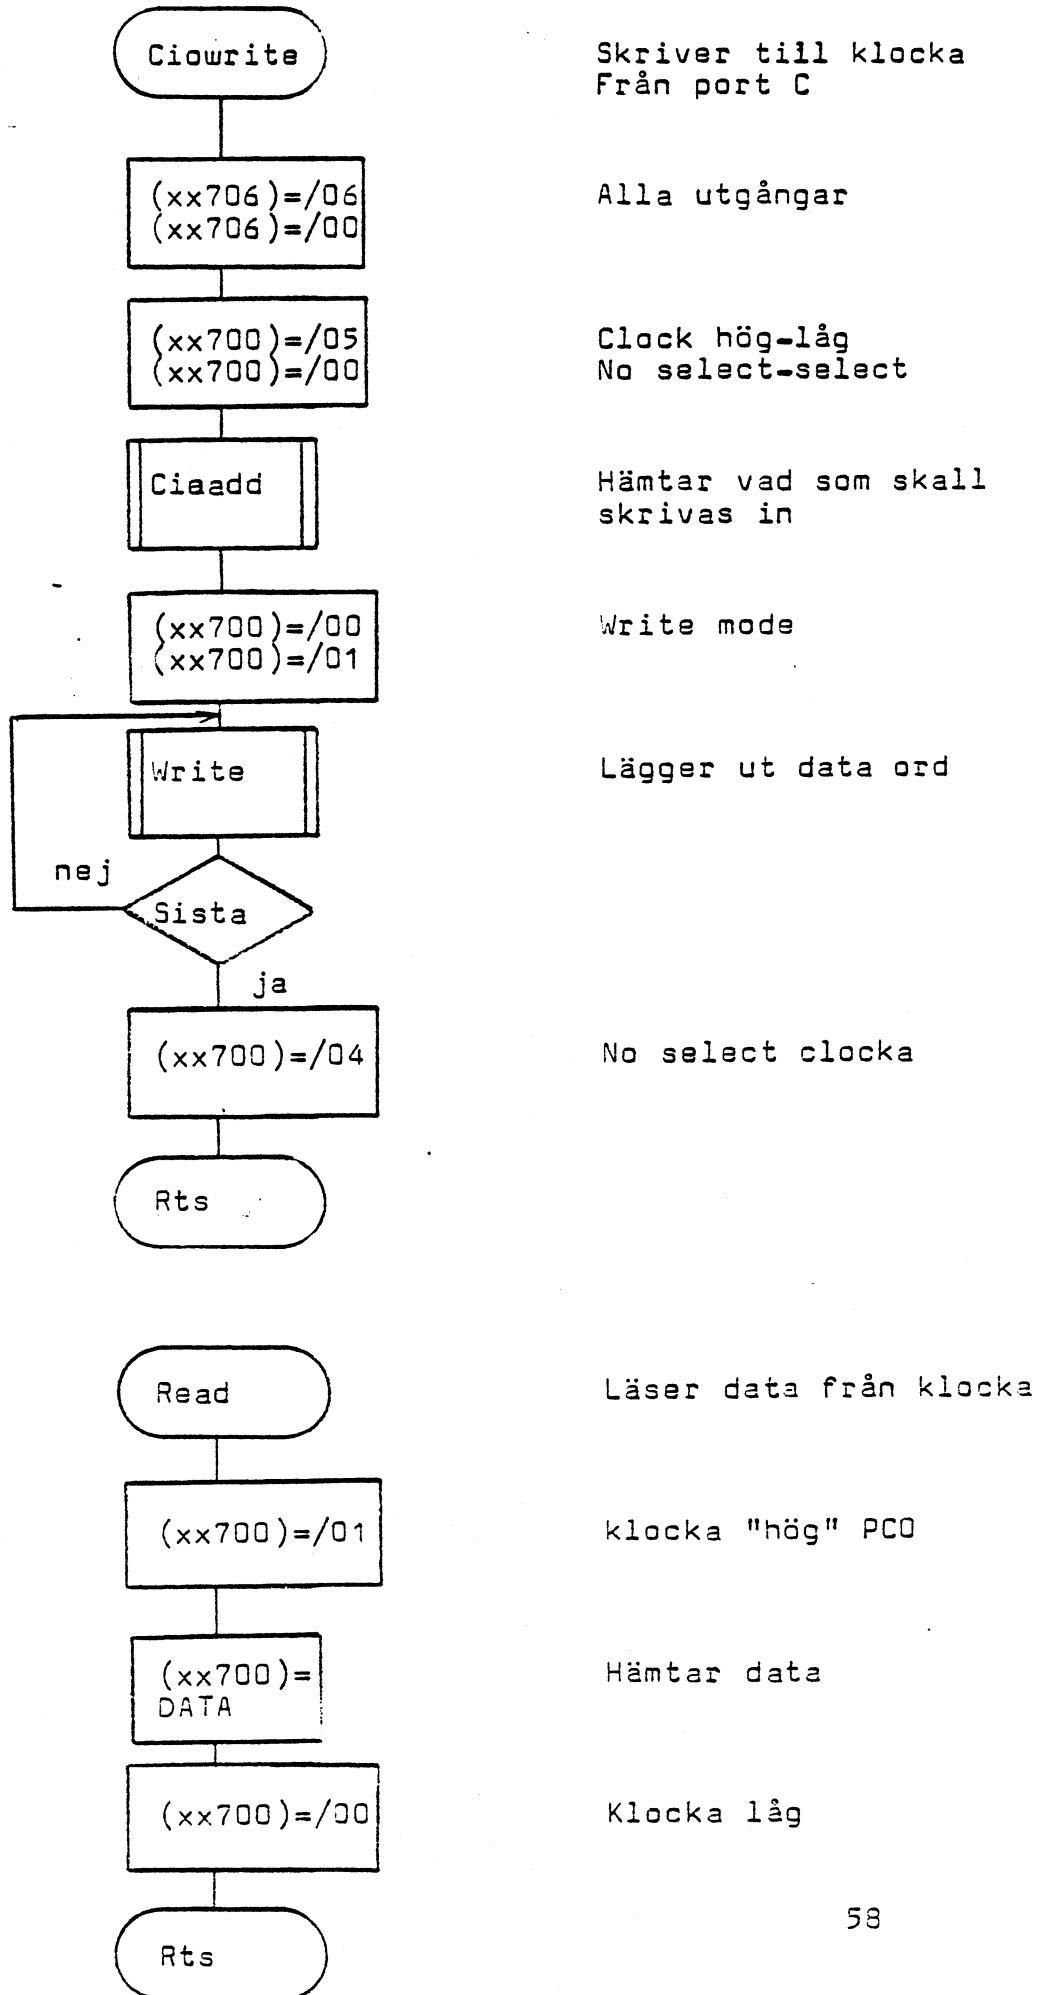 Ciowrite
Skriver till klocka
Från port C
(xx706)=/06
(xx706)=/00
Alla utgångar
(xx700)=/05
(xx700)=/00
Clock hög-låg
No select-select
Ciaadd
Hämtar vad som skall
skrivas in
(xx700)=/00
(xx700)=/01
Write mode
Write
Lägger ut data ord
nej
Sista
ja
(xx700)=/04
No select clocka
Rts
Read
Läser data från klocka
(xx700)=/01
klocka "hög" PC0
(xx700)=
DATA
Hämtar data
(xx700)=/00
Klocka låg
58
Rts